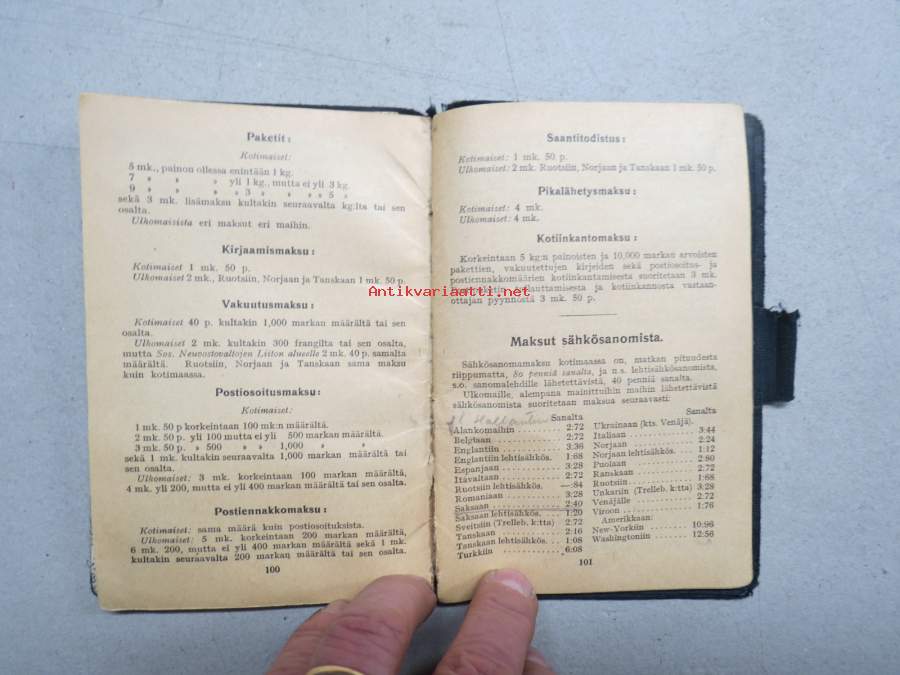 Paketit:
Kotimaiset:
5 mk., painon ollessa enintään 1 kg.
7 „ „ „ yli 1 kg., mutta ei yli 3 kg.
9 „ „ „ „ 3 „ „ „ „ 5 „
sekä 3 mk. lisämaksu kultakin seuraavalta kg:lta tai sen
osalta.
Ulkomaisista eri maksut eri maihin.
Kirjaamismaksu:
Kotimaiset 1 mk. 50 p.
Ulkomaiset 2 mk., Ruotsiin, Norjaan ja Tanskaan 1 mk. 50 p.
Vakuutusmaksu:
Kotimaiset 40 p. kultakin 1,000 markan määrältä tai sen
osalta.
Ulkomaiset 2 mk. kultakin 300 frangilta tai sen osalta,
mutta Sos. Neuvostovaltojen Liiton alueelle 2 mk. 40 p. samalta
määrältä. Ruotsiin, Norjaan ja Tanskaan sama maksu
kuin kotimaassa.
Postiosoitusmaksu:
Kotimaiset:
1 mk. 50 p korkeintaan 100 mk:n määrältä.
2 mk. 50 p. yli 100 mutta ei yli 500 markan määrältä.
3 mk. 50 p. „ 500 „ „ „ 1,000 „ „
sekä 1 mk. kultakin seuraavalta 1,000 markan määrältä tai
sen osalta.
Ulkomaiset: 3 mk. korkeintaan 100 markan määrältä,
4 mk. yli 200, mutta ei yli 400 markan määrältä tai sen osalta.
Postiennakkomaksu:
Kotimaiset: sama määrä kuin postiosoituksista.
Ulkomaiset: 5 mk. korkeintaan 200 markan määrältä,
6 mk. 200, mutta ei yli 400 markan määrältä sekä 1 mk.
kultakin seuraavalta 200 markan määrältä tai sen osalta.
100
Saantitodistus:
Kotimaiset: 1 mk. 50 p.
Ulkomaiset: 2 mk. Ruotsiin, Norjaan ja Tanskaan 1 mk. 50 p.
Pikalähetysmaksu:
Kotimaiset: 4 mk.
Ulkomaiset: 4 mk.
Kotiinkantomaksu:
Korkeintaan 5 kg:n painoisten ja 10,000 markan arvoisten
pakettien, vakuutettujen kirjeiden sekä postiosoitus- ja
postiennakkomäärien kotiinkantamisesta suoritetaan 3 mk.
Antikvariaatti.net
kotiinkannosta vastaan-
ottajan pyynnöstä 3 mk. 50 p.
Maksut sähkösanomista.
Sähkösanomamaksu kotimaassa on, matkan pituudesta
riippumatta, 80 penniä sanalta, ja n.s. lehtisähkösanomista,
s.o. sanomalehdille lähetettävistä, 40 penniä sanalta.
Ulkomaille, alempana mainittuihin maihin lähetettävistä
sähkösanomista suoritetaan maksua seuraavasti:
Sanalta
Alankomaihin 2:72
Belgiaan 2:72
Englantiin 3:36
Englantiin lehtisähkös. 1:68
Espanjaan 3:28
Itävaltaan 2:72
Ruotsiin lehtisähkös. —:84
Romaniaan 3:28
Saksaan 2:40
Saksaan lehtisähkös. 1:20
Sveitsiin (Trelleb. k:tta) 2:72
Tanskaan 2:16
Tanskaan lehtisähkös. 1:08
Turkkiin 6:08
Sanalta
Ukrainaan (kts. Venäjä).
Italiaan 3:44
Norjaan 2:24
Norjaan lehtisähkös. 1:12
Puolaan 2:80
Ranskaan 2:72
Ruotsiin 1:68
Unkariin (Trelleb. k:tta) 3:28
Venäjälle 2:72
Viroon 1:76
Amerikkaan:
New-Yorkiin 10:96
Washingtoniin 12:56
101